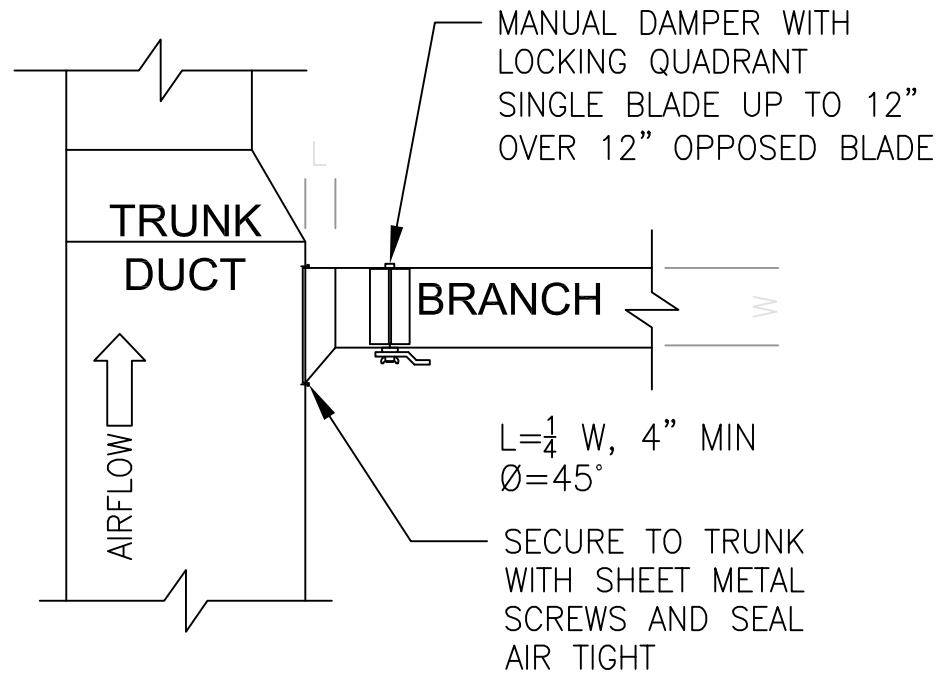 MANUAL DAMPER WITH
LOCKING QUADRANT
SINGLE BLADE UP TO 12”
OVER 12” OPPOSED BLADE
L
TRUNK
DUCT
BRANCH
W
AIRFLOW
L=¼ W, 4” MIN
Ø=45°
SECURE TO TRUNK
WITH SHEET METAL
SCREWS AND SEAL
AIR TIGHT